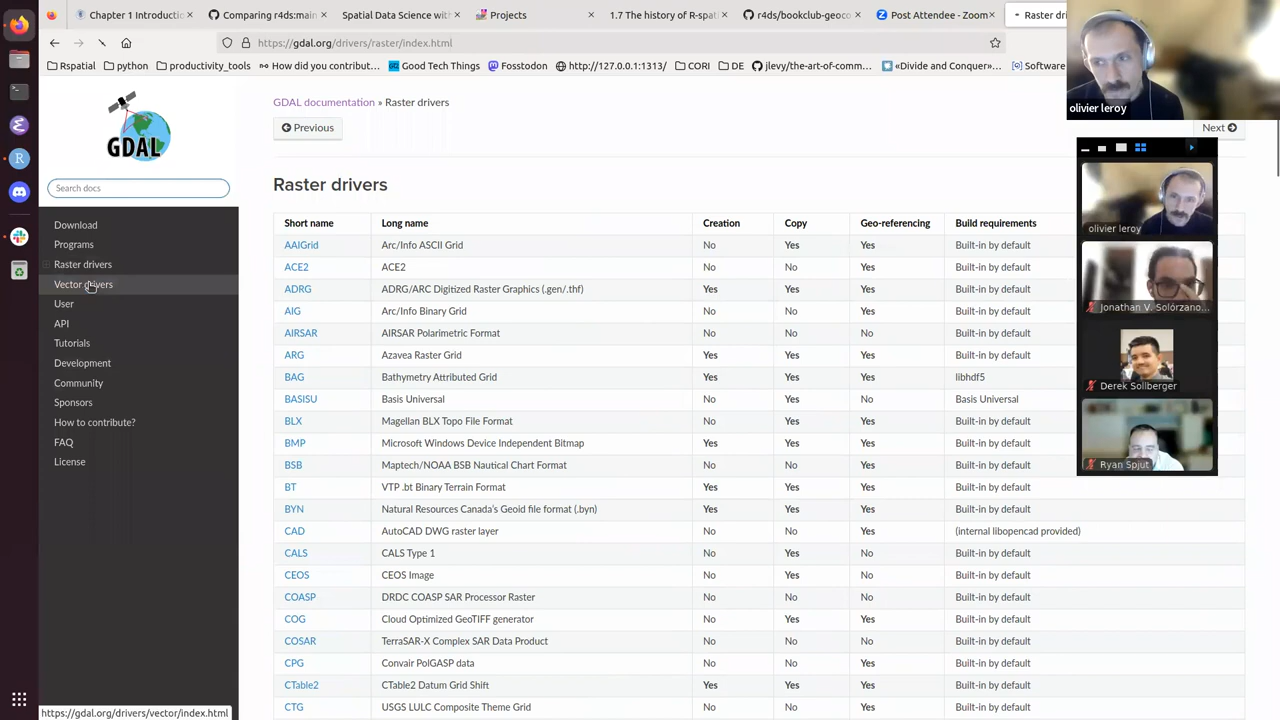 Chapter 1 Introductio
Comparing r4ds:main
Spatial Data Science wit
Projects
1.7 The history of R-spat
r4ds/bookclub-geoco
Post Attendee - Zoom
Raster dri
https://gdal.org/drivers/raster/index.html
Rspatial
python
productivity_tools
How did you contribut...
Good Tech Things
Fosstodon
http://127.0.0.1:1313/
CORI
DE
jlevy/the-art-of-comm...
«Divide and Conquer»...
Software
olivier leroy
GDAL
Search docs
Download
Programs
Raster drivers
Vector drivers
User
API
Tutorials
Development
Community
Sponsors
How to contribute?
FAQ
License
GDAL documentation » Raster drivers
Previous
Next
Raster drivers
Short name Long name Creation Copy Geo-referencing Build requirements
AAIGrid Arc/Info ASCII Grid No Yes Yes Built-in by default
ACE2 ACE2 No No Yes Built-in by default
ADRG ADRG/ARC Digitized Raster Graphics (.gen/.thf) Yes Yes Yes Built-in by default
AIG Arc/Info Binary Grid No No Yes Built-in by default
AIRSAR AIRSAR Polarimetric Format No No No Built-in by default
ARG Azavea Raster Grid Yes Yes Yes Built-in by default
BAG Bathymetry Attributed Grid Yes Yes Yes libhdf5
BASISU Basis Universal No Yes No Basis Universal
BLX Magellan BLX Topo File Format No Yes Yes Built-in by default
BMP Microsoft Windows Device Independent Bitmap Yes Yes Yes Built-in by default
BSB Maptech/NOAA BSB Nautical Chart Format No No Yes Built-in by default
BT VTP .bt Binary Terrain Format Yes Yes Yes Built-in by default
BYN Natural Resources Canada's Geoid file format (.byn) Yes Yes Yes Built-in by default
CAD AutoCAD DWG raster layer No No Yes (internal libopencad provided)
CALS CALS Type 1 No Yes No Built-in by default
CEOS CEOS Image No Yes No Built-in by default
COASP DRDC COASP SAR Processor Raster No No No Built-in by default
COG Cloud Optimized GeoTIFF generator No Yes Yes Built-in by default
COSAR TerraSAR-X Complex SAR Data Product No No No Built-in by default
CPG Convair PolGASP data No No Yes Built-in by default
CTable2 CTable2 Datum Grid Shift Yes Yes Yes Built-in by default
CTG USGS LULC Composite Theme Grid No No Yes Built-in by default
olivier leroy
Jonathan V. Solórzano...
Derek Sollberger
Ryan Spjut
https://gdal.org/drivers/vector/index.html